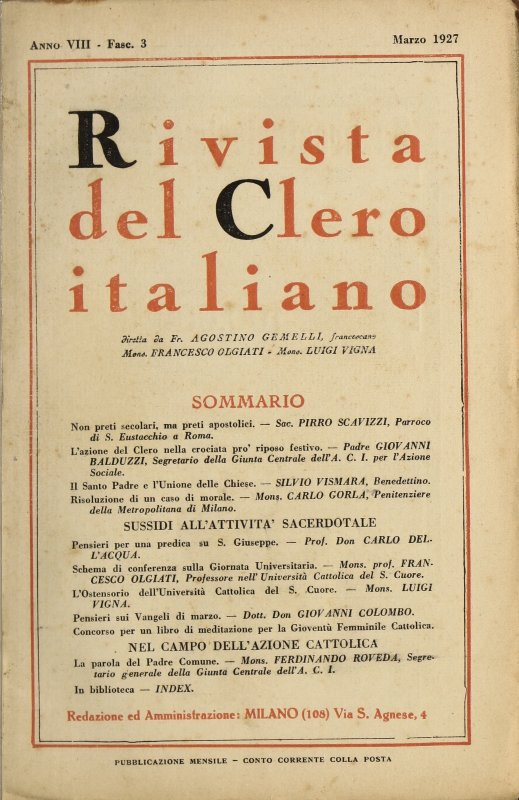 Anno VIII - Fasc. 3
Marzo 1927
Rivista
del Clero
italiano
diretta da Fr. AGOSTINO GEMELLI, francescano
Mons. FRANCESCO OLGIATI - Mons. LUIGI VIGNA
SOMMARIO
Non preti secolari, ma preti apostolici. — Sac. PIRRO SCAVIZZI, Parroco
di S. Eustacchio a Roma.
L'azione del Clero nella crociata pro' riposo festivo. — Padre GIOVANNI
BALDUZZI, Segretario della Giunta Centrale dell'A. C. I. per l'Azione
Sociale.
Il Santo Padre e l'Unione delle Chiese. — SILVIO VISMARA, Benedettino.
Risoluzione di un caso di morale. — Mons. CARLO GORLA, Penitenziere
della Metropolitana di Milano.
SUSSIDI ALL'ATTIVITA' SACERDOTALE
Pensieri per una predica su S. Giuseppe. — Prof. Don CARLO DEL-
L'ACQUA.
Schema di conferenza sulla Giornata Universitaria. — Mons. prof. FRAN-
CESCO OLGIATI, Professore nell'Università Cattolica del S. Cuore.
L'Ostensorio dell'Università Cattolica del S. Cuore. — Mons. LUIGI
VIGNA.
Pensieri sui Vangeli di marzo. — Dott. Don GIOVANNI COLOMBO.
Concorso per un libro di meditazione per la Gioventù Femminile Cattolica.
NEL CAMPO DELL'AZIONE CATTOLICA
La parola del Padre Comune. — Mons. FERDINANDO ROVEDA, Segre-
tario generale della Giunta Centrale dell'A. C. I.
In biblioteca — INDEX.
Redazione ed Amministrazione: MILANO (108) Via S. Agnese, 4
PUBBLICAZIONE MENSILE - CONTO CORRENTE COLLA POSTA